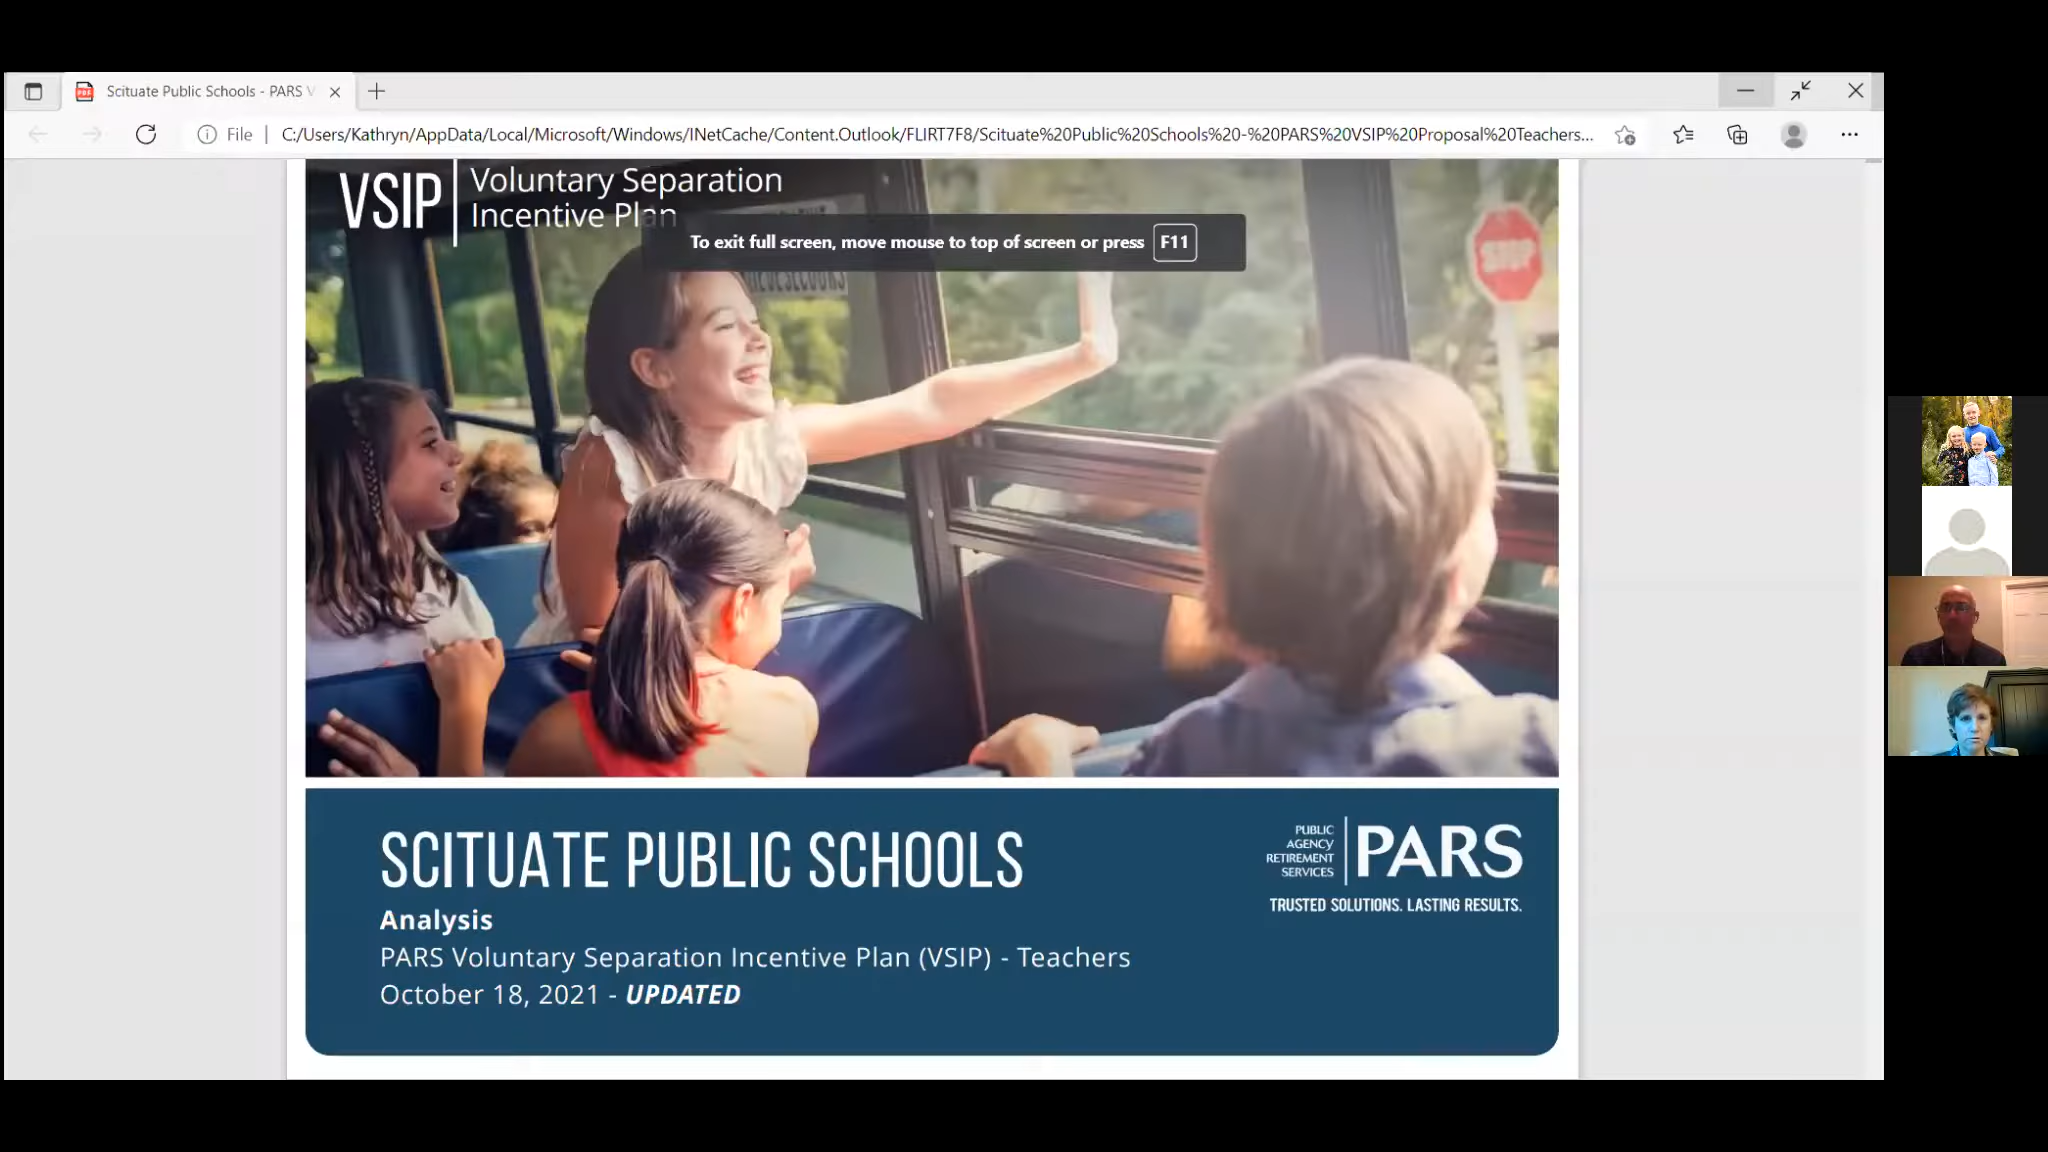 Scituate Public Schools - PARS V
File
C:/Users/Kathryn/AppData/Local/Microsoft/Windows/INetCache/Content.Outlook/FLIRT7F8/Scituate%20Public%20Schools%20-%20PARS%20VSIP%20Proposal%20Teachers...
VSIP
Voluntary Separation
Incentive Plan
To exit full screen, move mouse to top of screen or press F11
STOP
SCITUATE PUBLIC SCHOOLS
Analysis
PARS Voluntary Separation Incentive Plan (VSIP) - Teachers
October 18, 2021 - UPDATED
PUBLIC
AGENCY
RETIREMENT
SERVICES
PARS
TRUSTED SOLUTIONS. LASTING RESULTS.